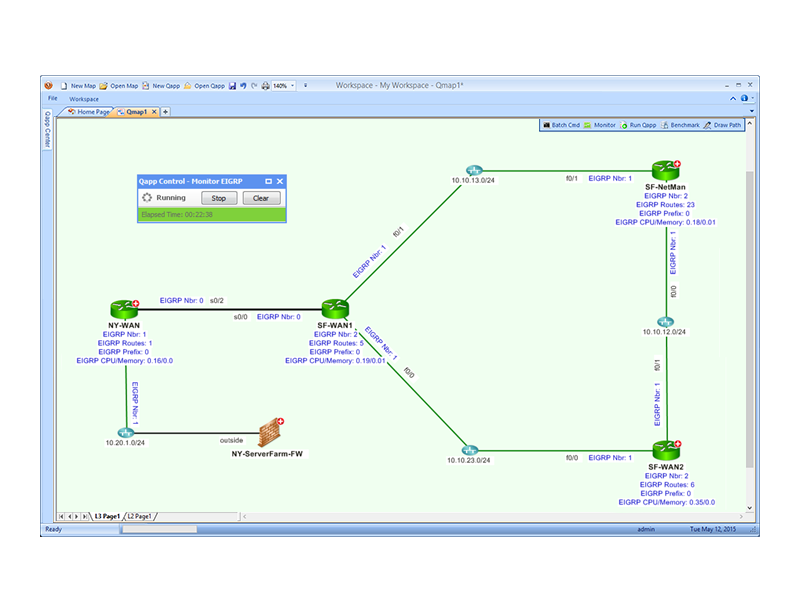 New Map Open Map New Qapp Open Qapp 140% Workspace - My Workspace - Qmap1*
File Workspace
Home Page Qmap1
Qapp Center
Batch Cmd Monitor Run Qapp Benchmark Draw Path
Qapp Control - Monitor EIGRP
Running Stop Clear
Elapsed Time: 00:22:38
10.10.13.0/24
f0/1 EIGRP Nbr: 1
SF-NetMan
EIGRP Nbr: 2
EIGRP Routes: 23
EIGRP Prefix: 0
EIGRP CPU/Memory: 0.18/0.01
f0/1
EIGRP Nbr: 1
EIGRP Nbr: 1
f0/0
10.10.12.0/24
f0/1
EIGRP Nbr: 1
EIGRP Nbr: 0 s0/2
s0/0 EIGRP Nbr: 0
NY-WAN
EIGRP Nbr: 1
EIGRP Routes: 1
EIGRP Prefix: 0
EIGRP CPU/Memory: 0.16/0.0
SF-WAN1
EIGRP Nbr: 2
EIGRP Routes: 5
EIGRP Prefix: 0
EIGRP CPU/Memory: 0.19/0.01
EIGRP Nbr: 1
f0/0
EIGRP Nbr: 1
10.20.1.0/24
outside
NY-ServerFarm-FW
10.10.23.0/24
f0/0 EIGRP Nbr: 1
SF-WAN2
EIGRP Nbr: 2
EIGRP Routes: 6
EIGRP Prefix: 0
EIGRP CPU/Memory: 0.35/0.0
L3 Page1 L2 Page1
Ready admin Tue May 12, 2015